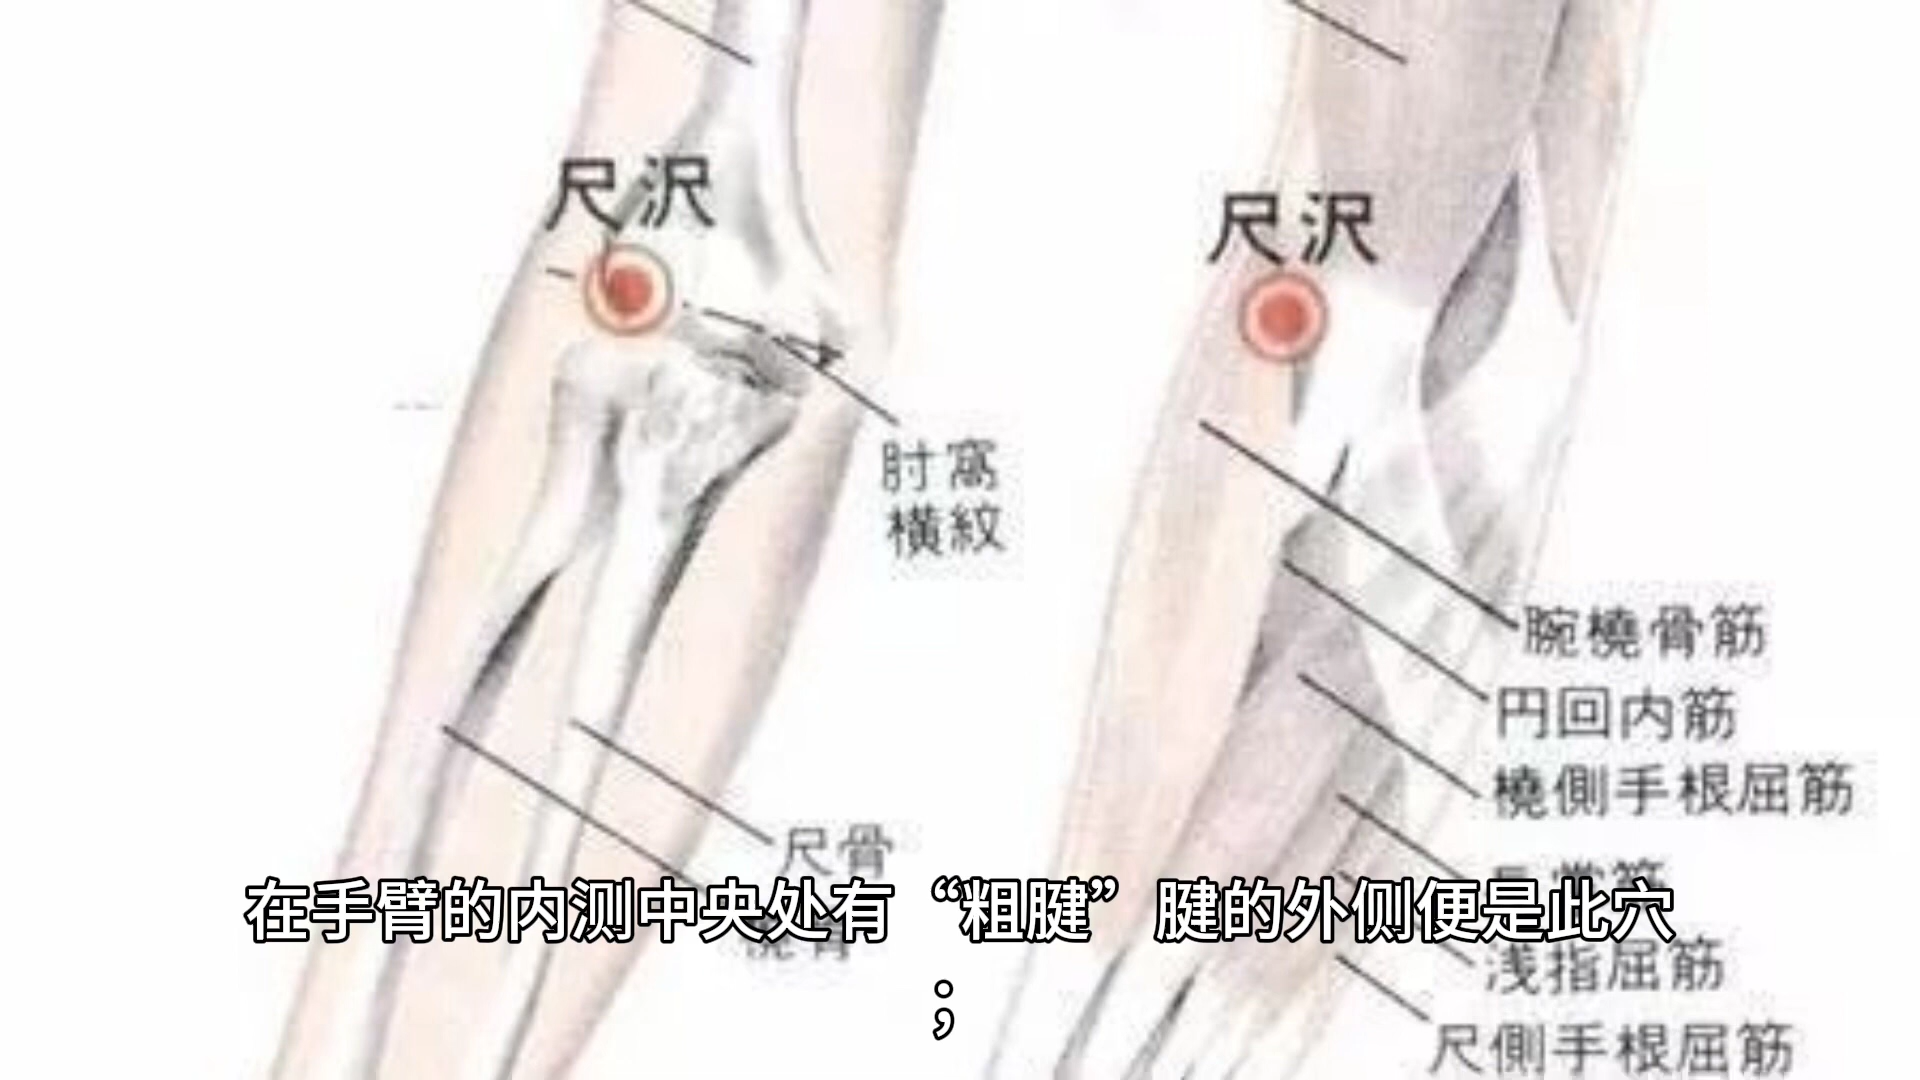 尺沢
尺沢
肘窩
横紋
腕橈骨筋
円回内筋
橈側手根屈筋
尺骨
在手臂的内测中央处有“粗腱”腱的外侧便是此穴
；
浅指屈筋
尺側手根屈筋